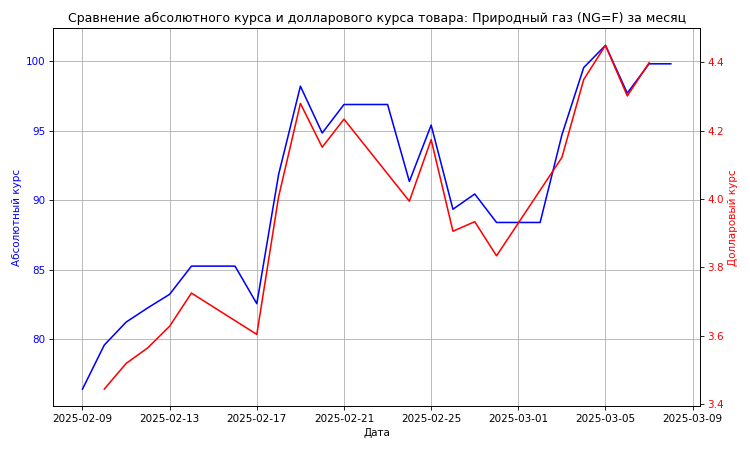 Сравнение абсолютного курса и долларового курса товара: Природный газ (NG=F) за месяц
Абсолютный курс
100
95
90
85
80
4.4
4.2
4.0
3.8
3.6
3.4
Долларовый курс
2025-02-09 2025-02-13 2025-02-17 2025-02-21 2025-02-25 2025-03-01 2025-03-05 2025-03-09
Дата